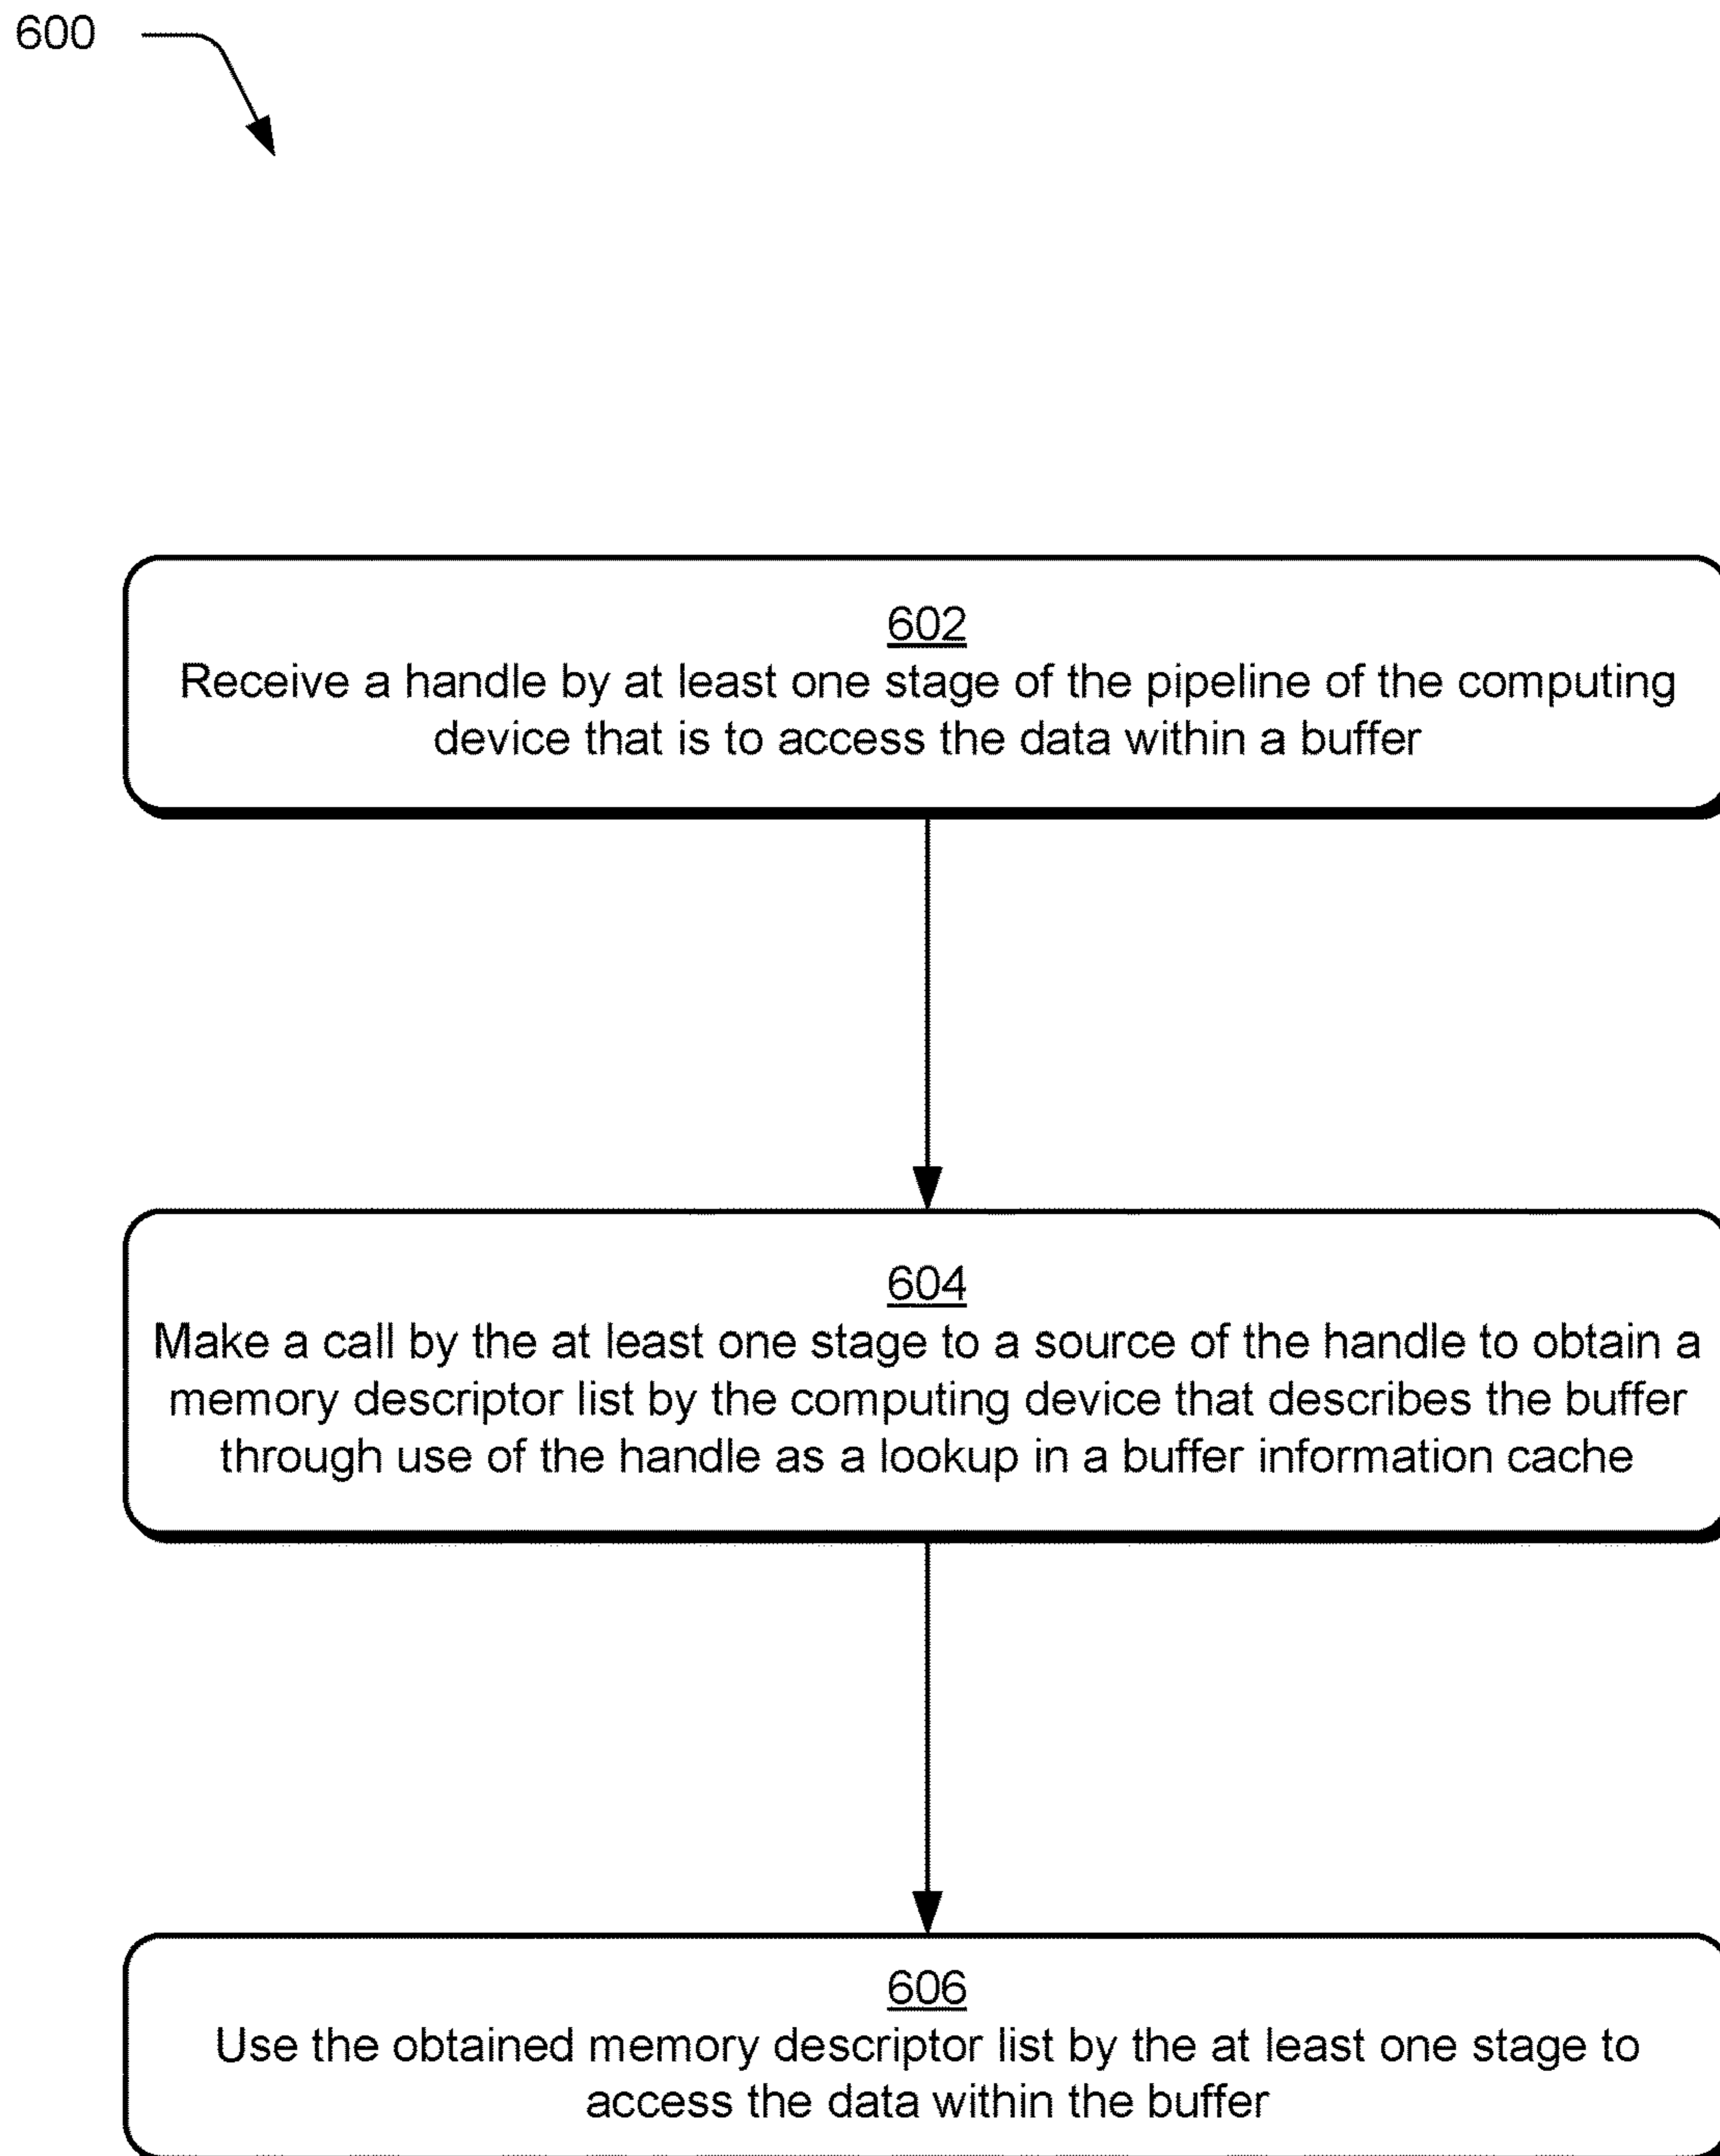 600
602
Receive a handle by at least one stage of the pipeline of the computing
device that is to access the data within a buffer
604
Make a call by the at least one stage to a source of the handle to obtain a
memory descriptor list by the computing device that describes the buffer
through use of the handle as a lookup in a buffer information cache
606
Use the obtained memory descriptor list by the at least one stage to
access the data within the buffer